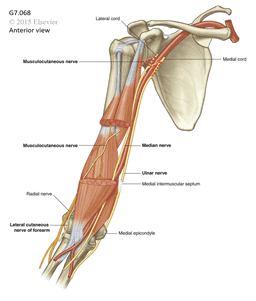 G7.068
© 2015 Elsevier
Anterior view
Lateral cord
Musculocutaneous nerve
Medial cord
Musculocutaneous nerve
Median nerve
Ulnar nerve
Medial intermuscular septum
Radial nerve
Lateral cutaneous
nerve of forearm
Medial epicondyle